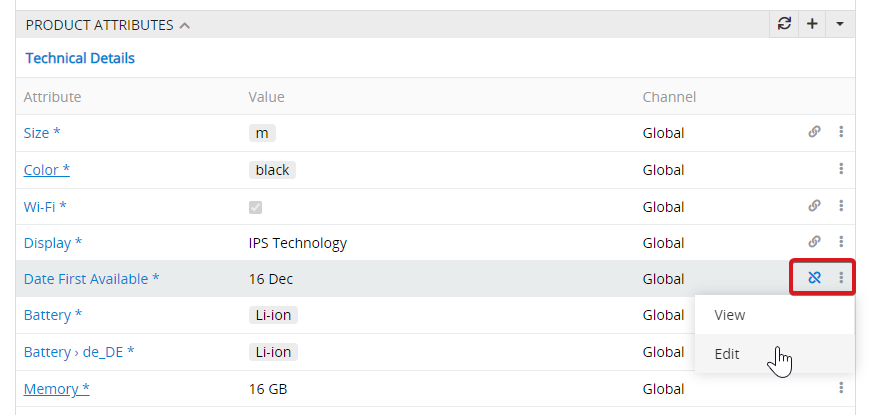 PRODUCT ATTRIBUTES
Technical Details
Attribute Value Channel
Size * m Global
Color * black Global
Wi-Fi * Global
Display * IPS Technology Global
Date First Available * 16 Dec Global
Battery * Li-ion Global
View
Battery › de_DE * Li-ion Global
Edit
Memory * 16 GB Global